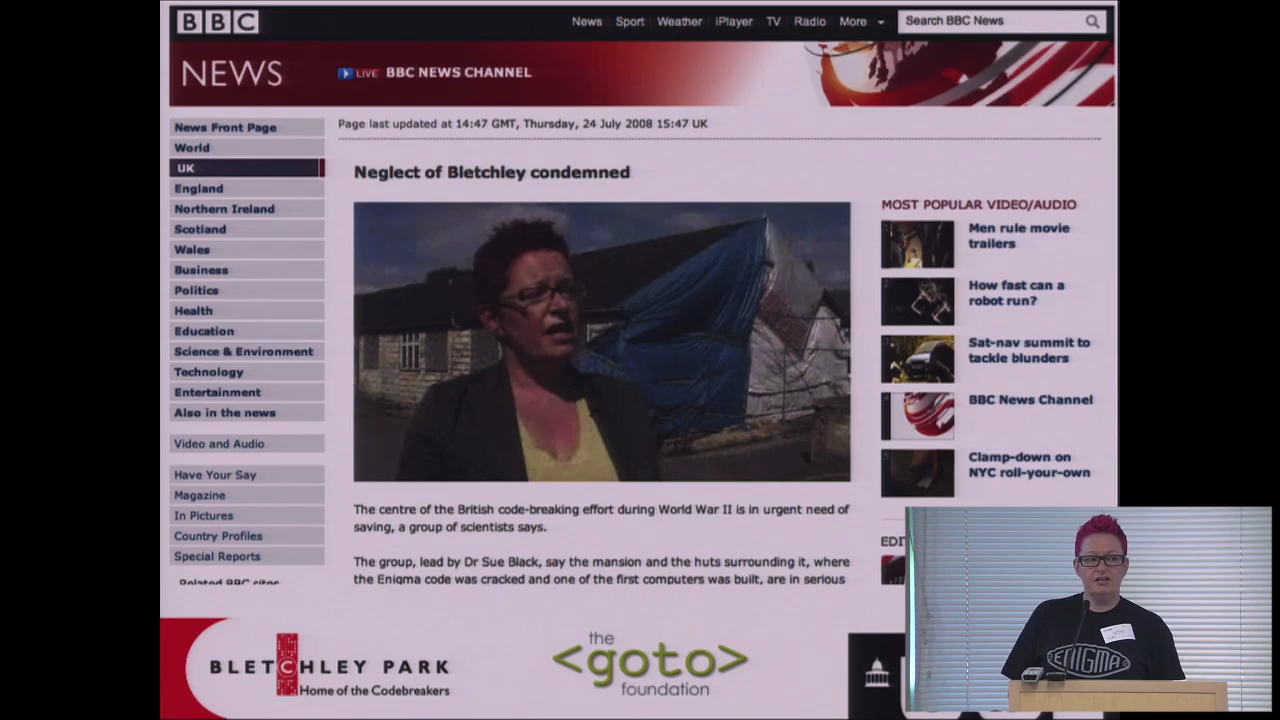 BBC
News Sport Weather iPlayer TV Radio More
Search BBC News
NEWS
LIVE BBC NEWS CHANNEL
Page last updated at 14:47 GMT, Thursday, 24 July 2008 15:47 UK
News Front Page
World
UK
England
Northern Ireland
Scotland
Wales
Business
Politics
Health
Education
Science & Environment
Technology
Entertainment
Also in the news
Video and Audio
Have Your Say
Magazine
In Pictures
Country Profiles
Special Reports
Related BBC sites
Neglect of Bletchley condemned
The centre of the British code-breaking effort during World War II is in urgent need of
saving, a group of scientists says.
The group, lead by Dr Sue Black, say the mansion and the huts surrounding it, where
the Enigma code was cracked and one of the first computers was built, are in serious
MOST POPULAR VIDEO/AUDIO
Men rule movie
trailers
How fast can a
robot run?
Sat-nav summit to
tackle blunders
BBC News Channel
Clamp-down on
NYC roll-your-own
EDIT
BLETCHLEY PARK
Home of the Codebreakers
the
<goto>
foundation
ENIGMA